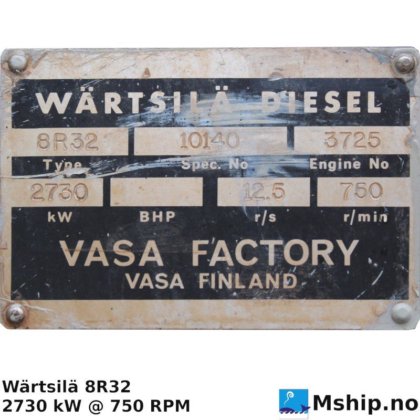 WÄRTSILÄ DIESEL
8R32 10140 3725
Type Spec. No Engine No
2730 12.5 750
kW BHP r/s r/min
VASA FACTORY
VASA FINLAND
Wärtsilä 8R32
2730 kW @ 750 RPM
Mship.no